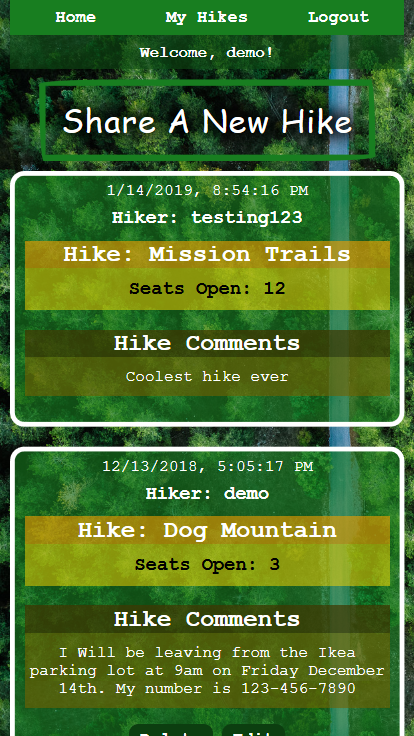 Home My Hikes Logout
Welcome, demo!
Share A New Hike
1/14/2019, 8:54:16 PM
Hiker: testing123
Hike: Mission Trails
Seats Open: 12
Hike Comments
Coolest hike ever
12/13/2018, 5:05:17 PM
Hiker: demo
Hike: Dog Mountain
Seats Open: 3
Hike Comments
I Will be leaving from the Ikea
parking lot at 9am on Friday December
14th. My number is 123-456-7890